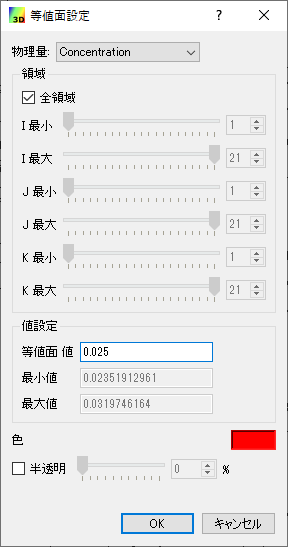 3D 等値面設定 ? ×
物理量: Concentration
領域
全領域
I 最小 1
I 最大 21
J 最小 1
J 最大 21
K 最小 1
K 最大 21
値設定
等値面 値 0.025
最小値 0.02351912961
最大値 0.0319746164
色
半透明 0 %
OK キャンセル